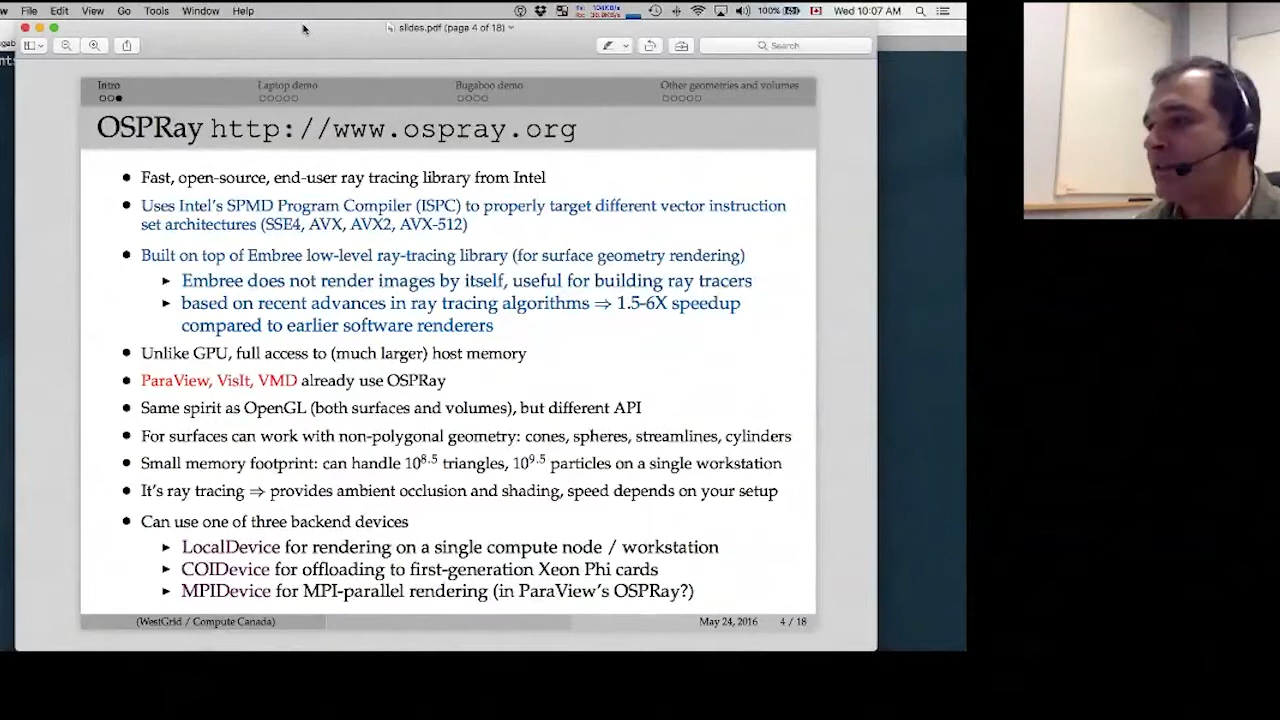 File Edit View Go Tools Window Help 100% Wed 10:07 AM
slides.pdf (page 4 of 18)
Search
Intro Laptop demo Bugaboo demo Other geometries and volumes
OSPRay http://www.ospray.org
• Fast, open-source, end-user ray tracing library from Intel
• Uses Intel's SPMD Program Compiler (ISPC) to properly target different vector instruction
set architectures (SSE4, AVX, AVX2, AVX-512)
• Built on top of Embree low-level ray-tracing library (for surface geometry rendering)
▸ Embree does not render images by itself, useful for building ray tracers
▸ based on recent advances in ray tracing algorithms ⇒ 1.5-6X speedup
compared to earlier software renderers
• Unlike GPU, full access to (much larger) host memory
• ParaView, VisIt, VMD already use OSPRay
• Same spirit as OpenGL (both surfaces and volumes), but different API
• For surfaces can work with non-polygonal geometry: cones, spheres, streamlines, cylinders
• Small memory footprint: can handle 10^8.5 triangles, 10^9.5 particles on a single workstation
• It's ray tracing ⇒ provides ambient occlusion and shading, speed depends on your setup
• Can use one of three backend devices
▸ LocalDevice for rendering on a single compute node / workstation
▸ COIDevice for offloading to first-generation Xeon Phi cards
▸ MPIDevice for MPI-parallel rendering (in ParaView's OSPRay?)
(WestGrid / Compute Canada) May 24, 2016 4 / 18